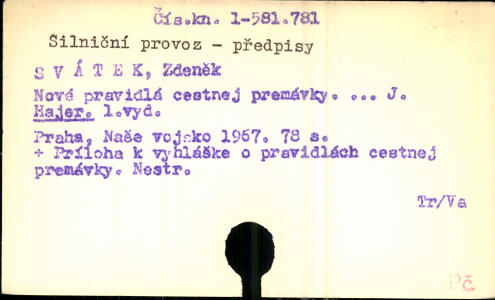 Čís.kn. 1-581.781
Silniční provoz - předpisy
S V Á T E K, Zdeněk
Nové pravidlá cestnej premávky. ... J.
Hajer. 1.vyd.
Praha, Naše vojsko 1967. 78 s.
+ Príloha k vyhláške o pravidlách cestnej
premávky. Nestr.
Tr/Va
Pč